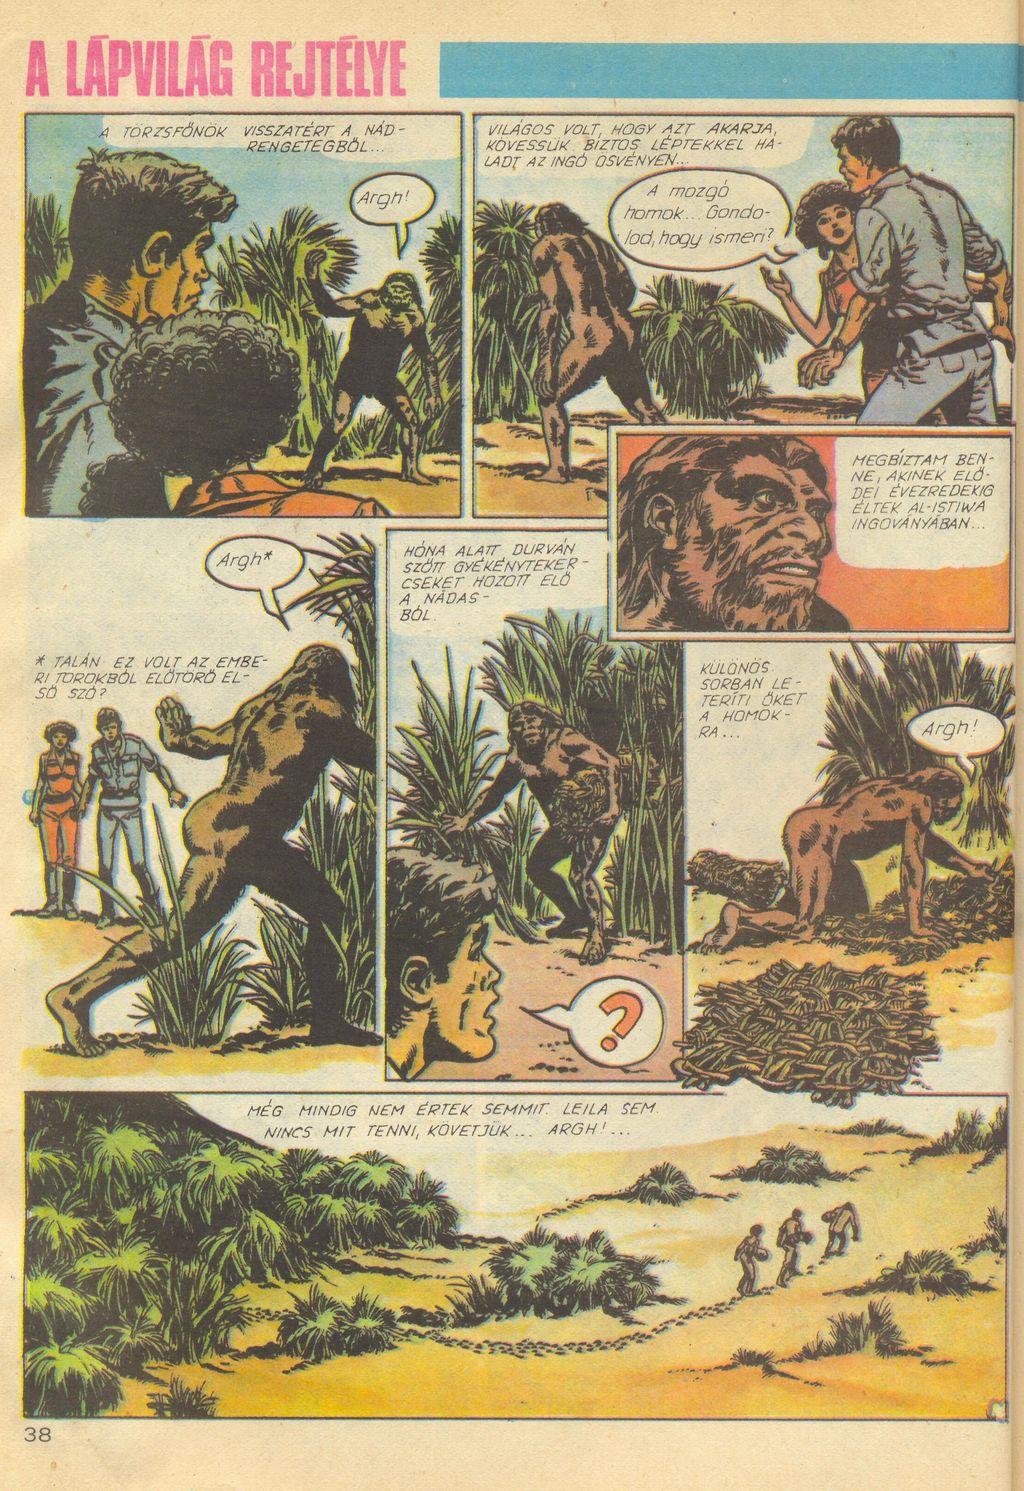 A LÁPVILÁG REJTÉLYE
A TÖRZSFŐNÖK VISSZATÉRT A NÁD-
RENGETEGBŐL...
Argh!
VILÁGOS VOLT, HOGY AZT AKARJA,
KÖVESSÜK. BIZTOS LÉPTEKKEL HA-
LADT AZ INGÓ ÖSVÉNYEN...
A mozgó
homok... Gondo-
lod, hogy ismeri?
MEGBÍZTAM BEN-
NE, AKINEK ELŐ-
DEI ÉVEZREDEKIG
ÉLTEK AL-ISTIWA
INGOVÁNYÁBAN...
Argh*
* TALÁN EZ VOLT AZ EMBE-
RI TOROKBÓL ELŐTÖRŐ EL-
SŐ SZÓ?
HÓNA ALATT DURVÁN
SZŐTT GYÉKÉNYTEKER-
CSEKET HOZOTT ELŐ
A NÁDAS-
BÓL.
?
KÜLÖNÖS
SORBAN LE-
TERÍTI ŐKET
A HOMOK-
RA...
Argh!
MÉG MINDIG NEM ÉRTEK SEMMIT. LEILA SEM.
NINCS MIT TENNI, KÖVETJÜK... ARGH!...
38